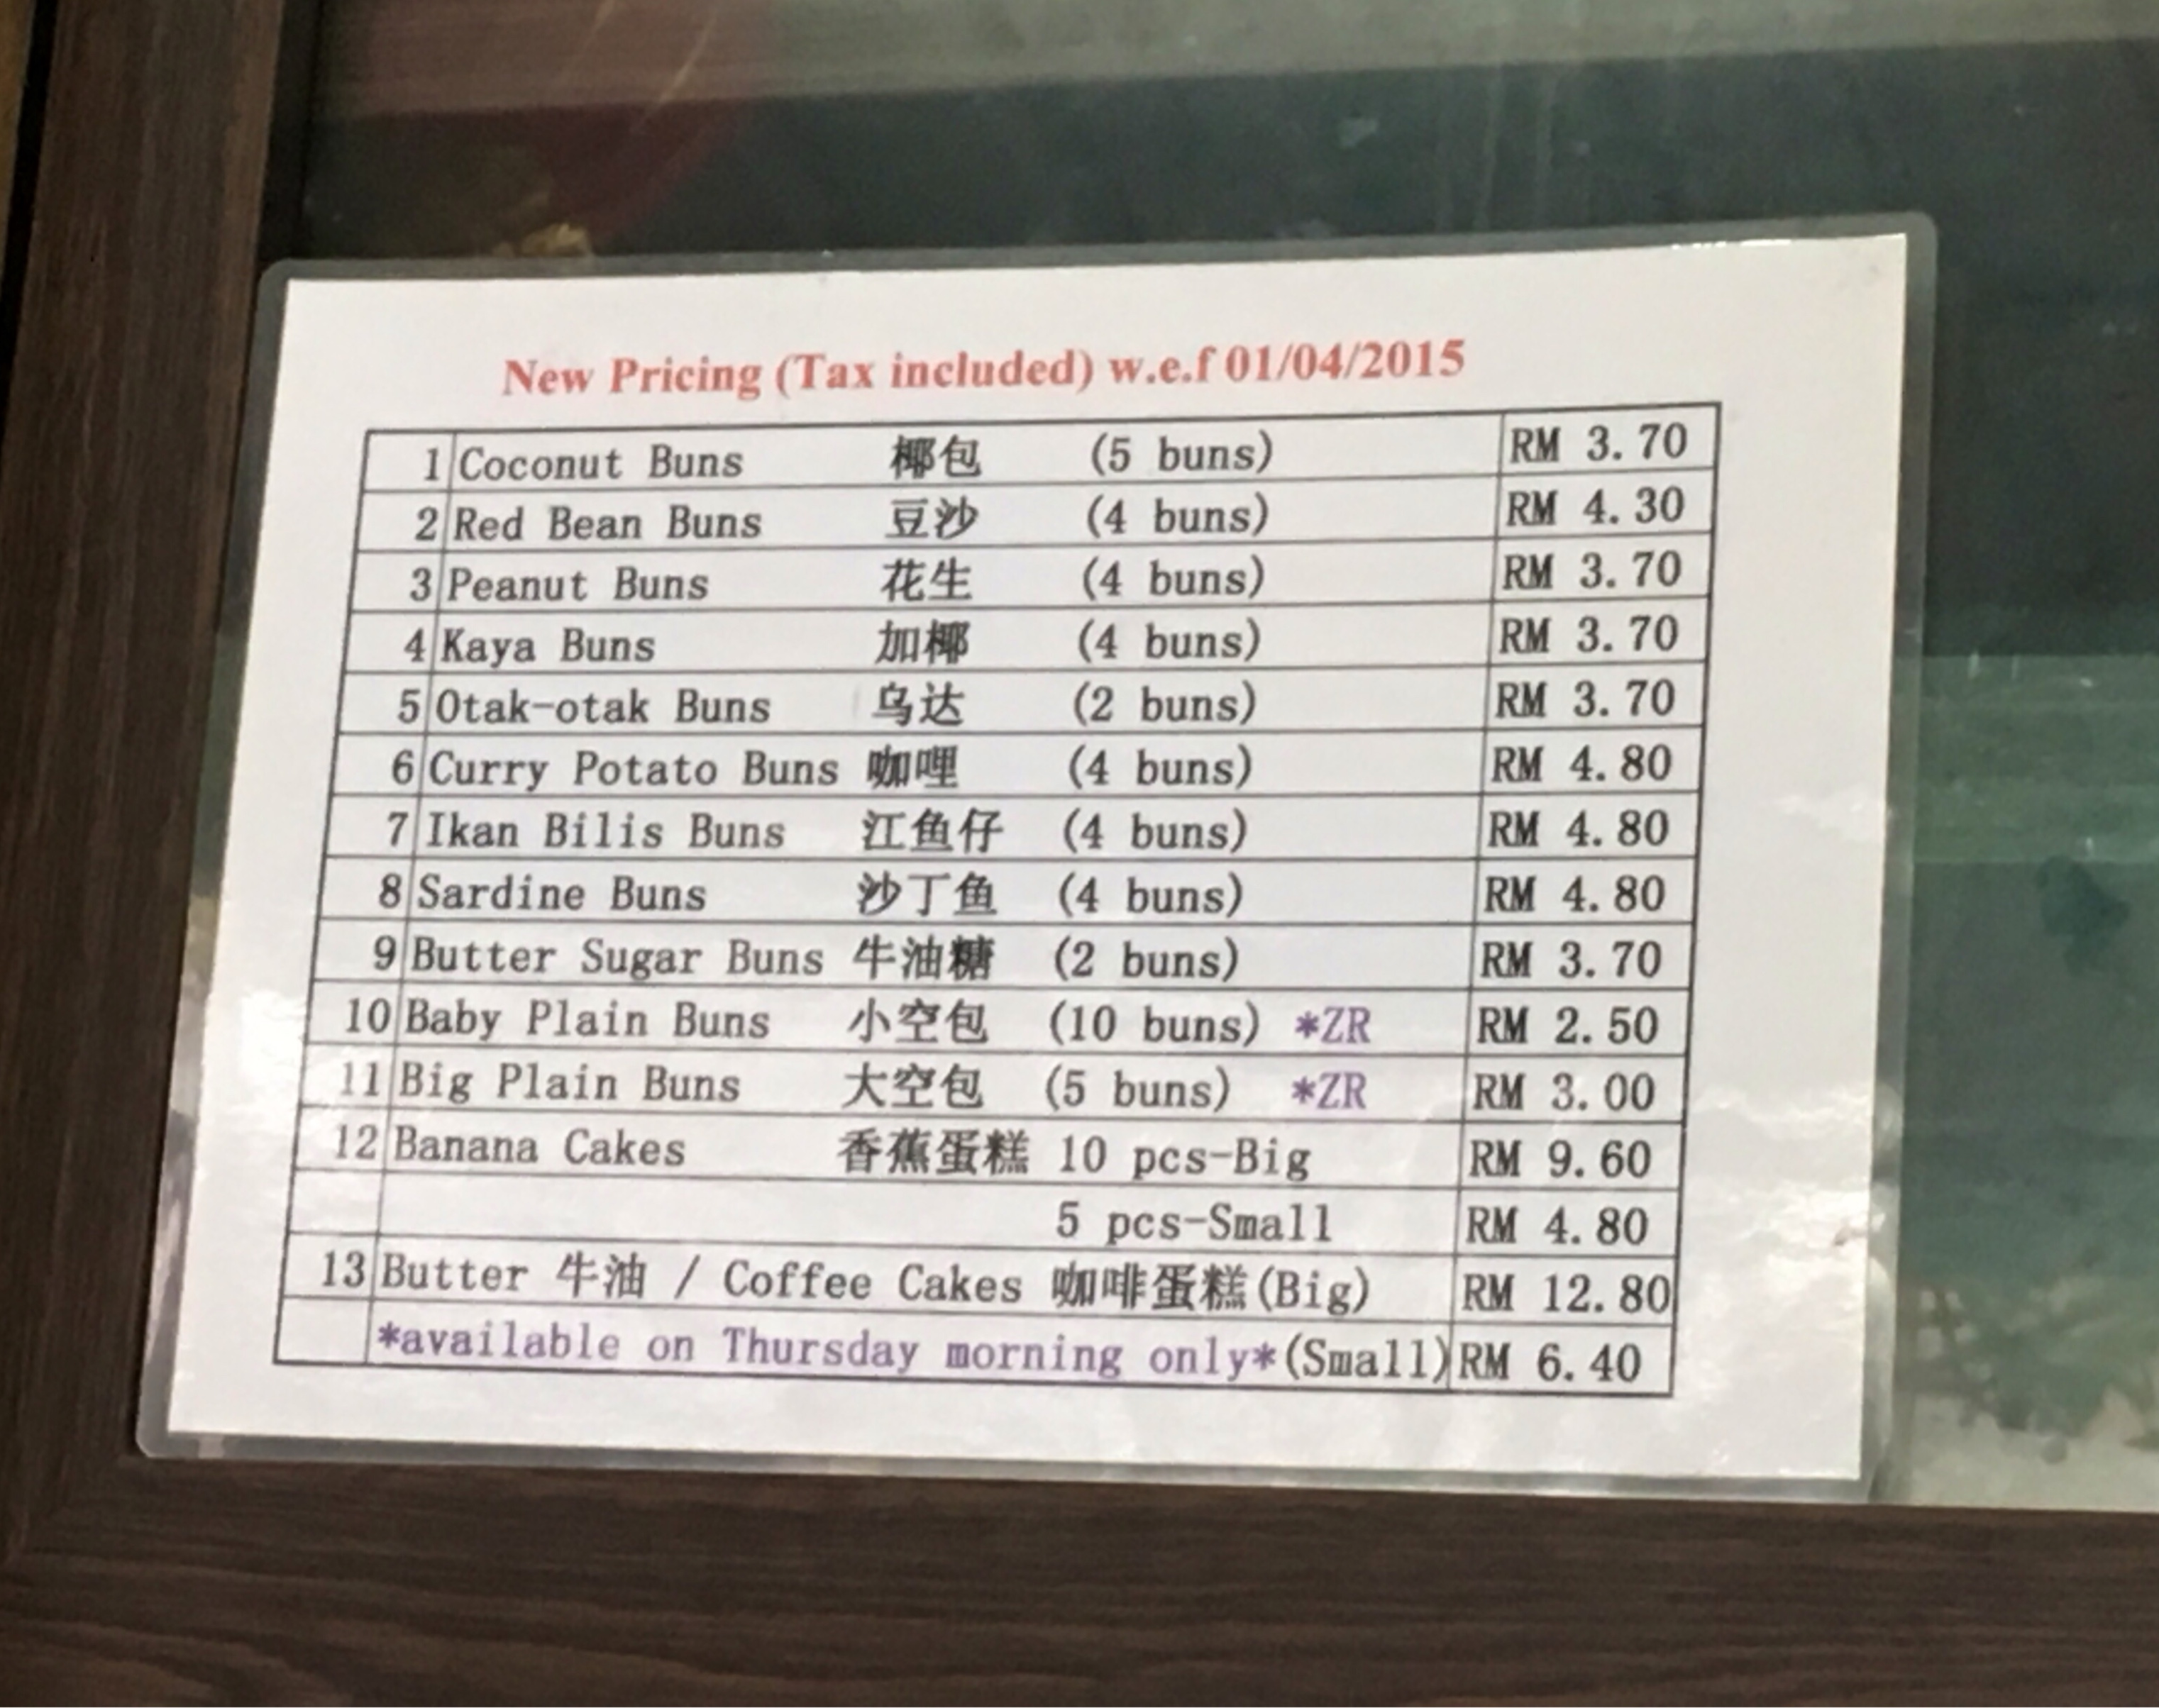 New Pricing (Tax included) w.e.f 01/04/2015
1 Coconut Buns 椰包 (5 buns) RM 3.70
2 Red Bean Buns 豆沙 (4 buns) RM 4.30
3 Peanut Buns 花生 (4 buns) RM 3.70
4 Kaya Buns 加椰 (4 buns) RM 3.70
5 Otak-otak Buns 乌达 (2 buns) RM 3.70
6 Curry Potato Buns 咖哩 (4 buns) RM 4.80
7 Ikan Bilis Buns 江鱼仔 (4 buns) RM 4.80
8 Sardine Buns 沙丁鱼 (4 buns) RM 4.80
9 Butter Sugar Buns 牛油糖 (2 buns) RM 3.70
10 Baby Plain Buns 小空包 (10 buns) *ZR RM 2.50
11 Big Plain Buns 大空包 (5 buns) *ZR RM 3.00
12 Banana Cakes 香蕉蛋糕 10 pcs-Big RM 9.60
5 pcs-Small RM 4.80
13 Butter 牛油 / Coffee Cakes 咖啡蛋糕(Big) RM 12.80
*available on Thursday morning only*(Small) RM 6.40